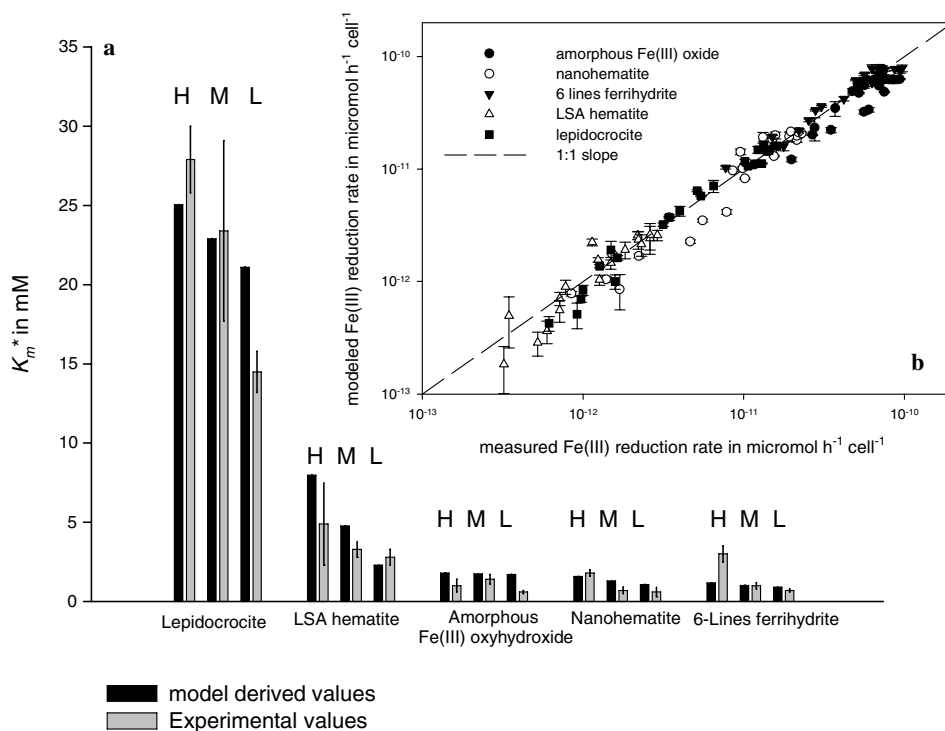 a
35
30
25
20
15
10
5
0
K_m* in mM
H M L
H M L
H M L
H M L
H M L
Lepidocrocite
LSA hematite
Amorphous
Fe(III) oxyhydroxide
Nanohematite
6-Lines ferrihydrite
model derived values
Experimental values
b
modeled Fe(III) reduction rate in micromol h⁻¹ cell⁻¹
10⁻¹⁰
10⁻¹¹
10⁻¹²
10⁻¹³
amorphous Fe(III) oxide
nanohematite
6 lines ferrihydrite
LSA hematite
lepidocrocite
1:1 slope
10⁻¹³
10⁻¹²
10⁻¹¹
10⁻¹⁰
measured Fe(III) reduction rate in micromol h⁻¹ cell⁻¹